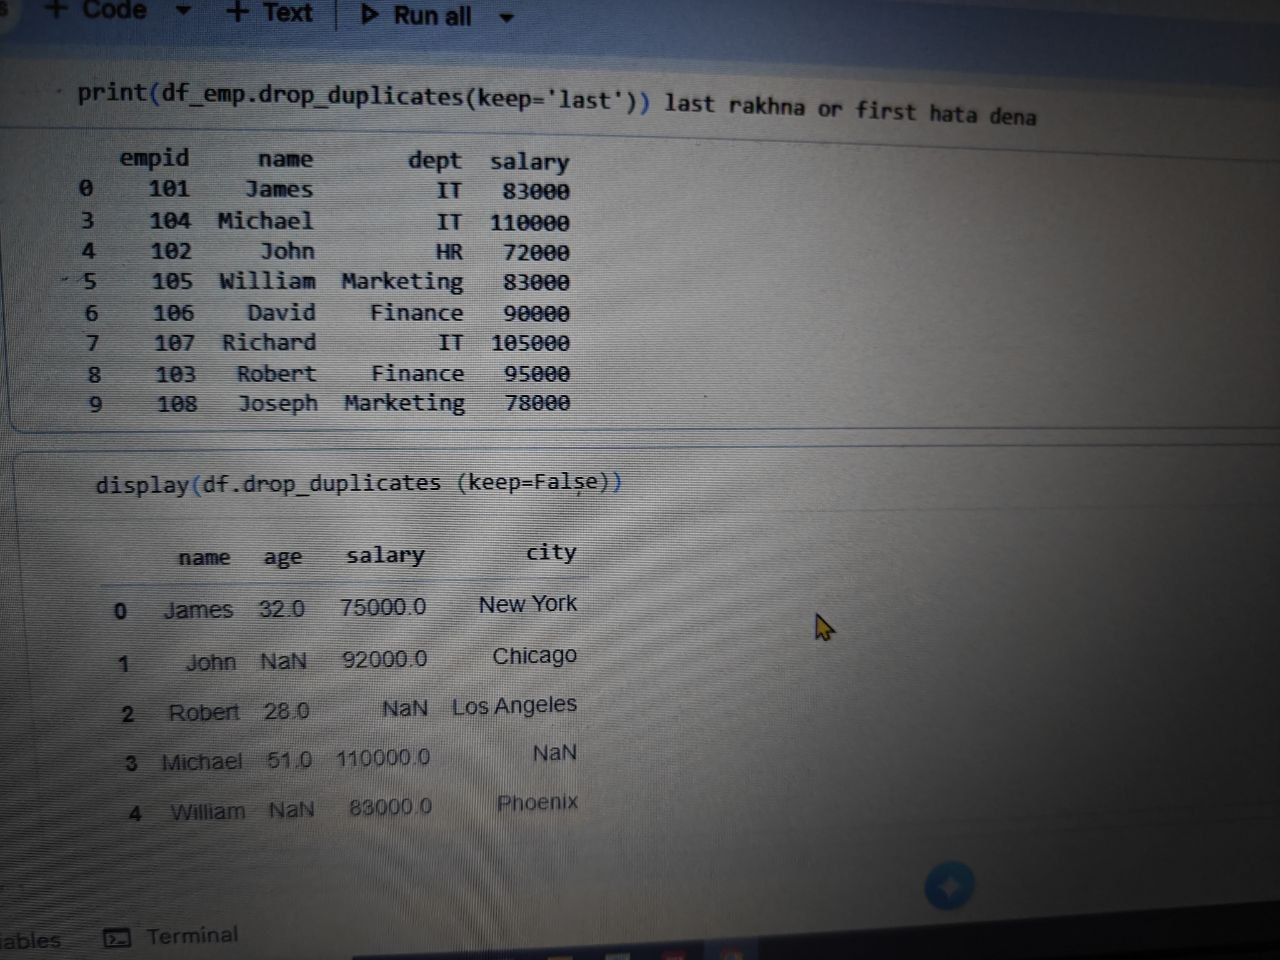 + Code + Text Run all
print(df_emp.drop_duplicates(keep='last')) last rakhna or first hata dena
empid name dept salary
0 101 James IT 83000
3 104 Michael IT 110000
4 102 John HR 72000
5 105 William Marketing 83000
6 106 David Finance 90000
7 107 Richard IT 105000
8 103 Robert Finance 95000
9 108 Joseph Marketing 78000
display(df.drop_duplicates (keep=False))
name age salary city
0 James 32.0 75000.0 New York
1 John NaN 92000.0 Chicago
2 Robert 28.0 NaN Los Angeles
3 Michael 51.0 110000.0 NaN
4 William NaN 83000.0 Phoenix
Terminal